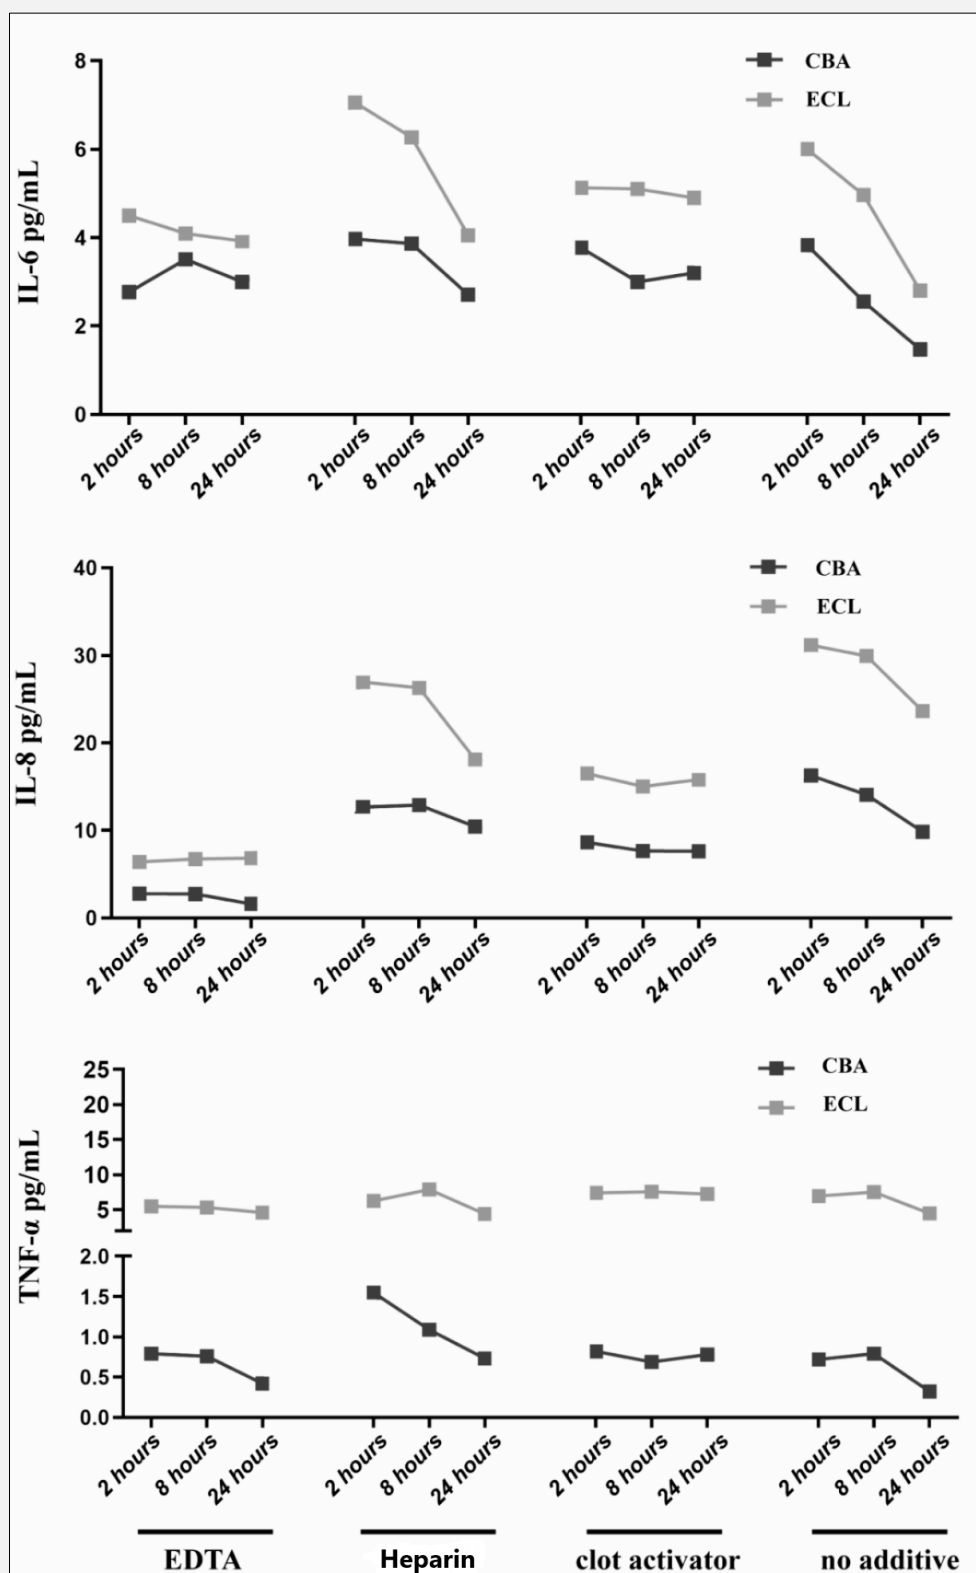 8
6
4
2
0
IL-6 pg/mL
CBA
ECL
2 hours
8 hours
24 hours
2 hours
8 hours
24 hours
2 hours
8 hours
24 hours
2 hours
8 hours
24 hours
40
30
20
10
0
IL-8 pg/mL
CBA
ECL
2 hours
8 hours
24 hours
2 hours
8 hours
24 hours
2 hours
8 hours
24 hours
2 hours
8 hours
24 hours
25
20
15
10
5
2.0
1.5
1.0
0.5
0.0
TNF-α pg/mL
CBA
ECL
2 hours
8 hours
24 hours
2 hours
8 hours
24 hours
2 hours
8 hours
24 hours
2 hours
8 hours
24 hours
EDTA
Heparin
clot activator
no additive